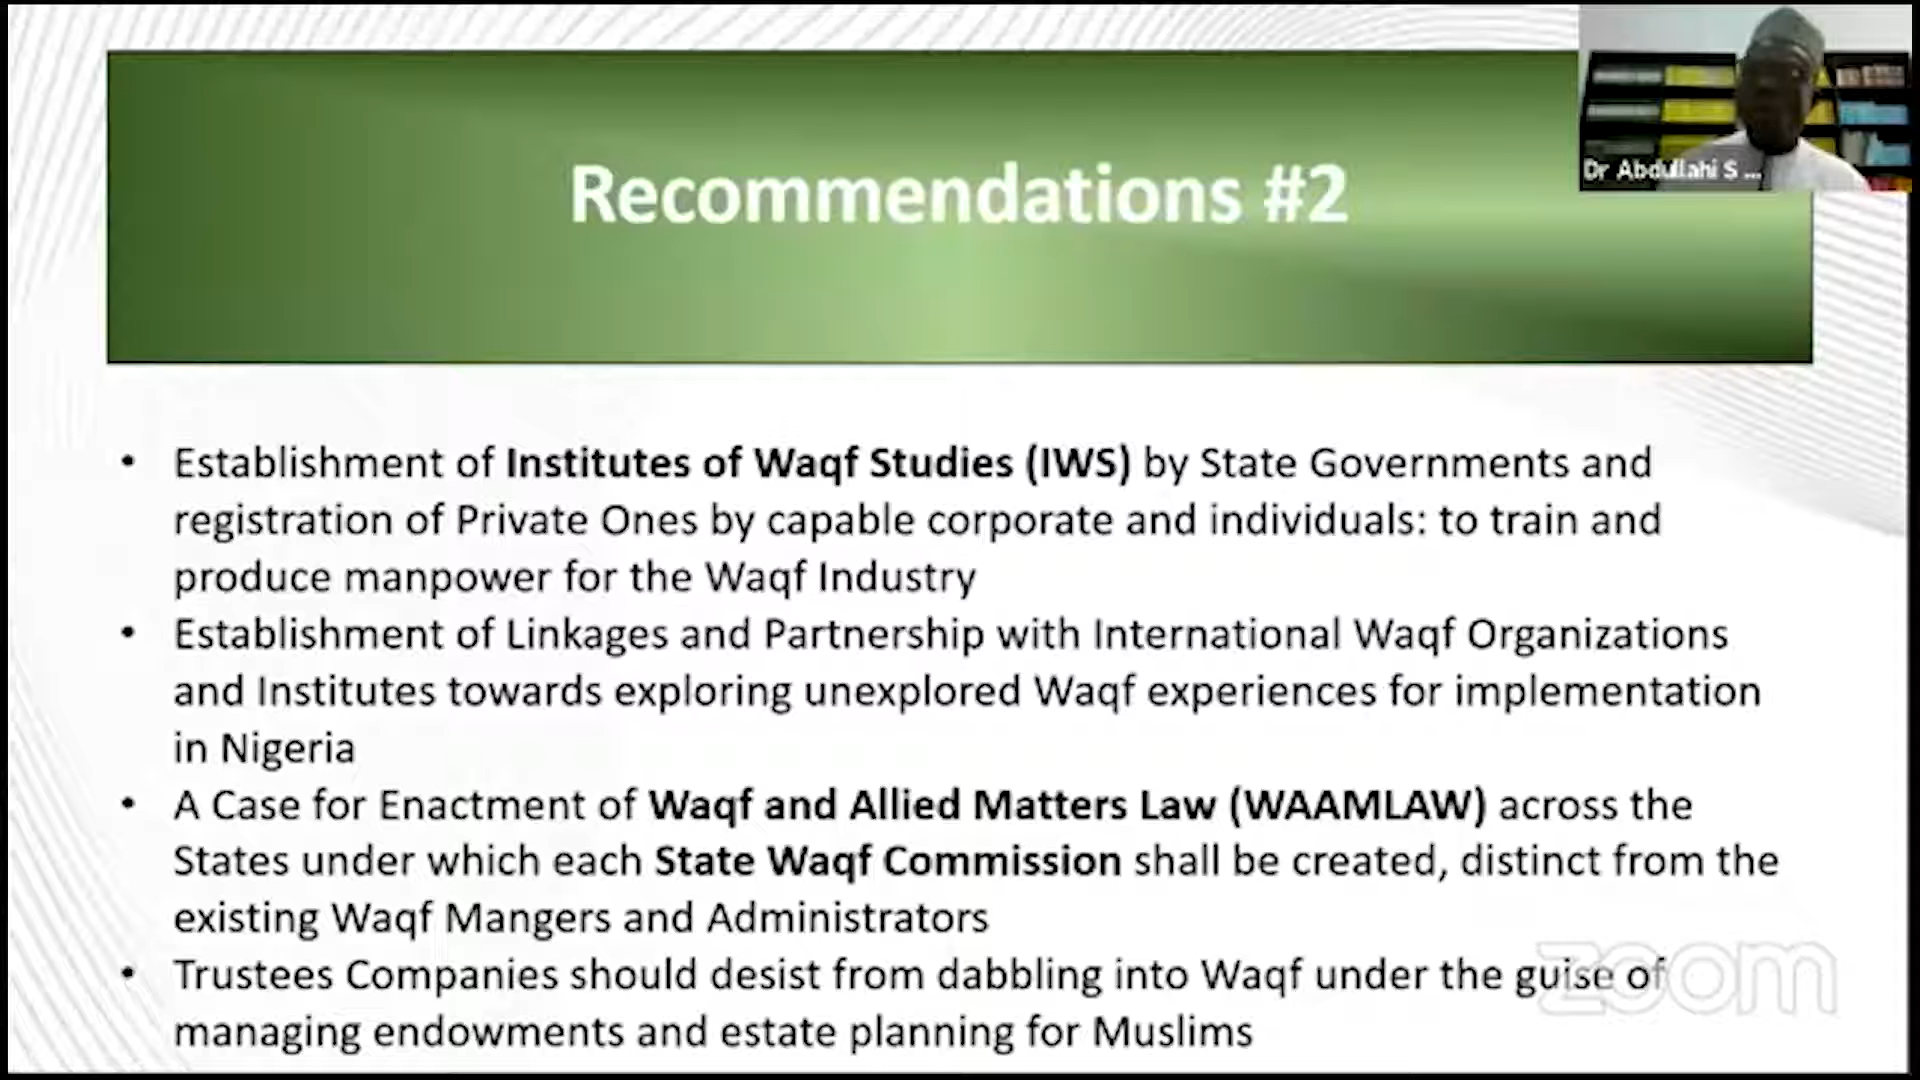 Recommendations #2
Dr Abdullahi S ...
• Establishment of Institutes of Waqf Studies (IWS) by State Governments and
registration of Private Ones by capable corporate and individuals: to train and
produce manpower for the Waqf Industry
• Establishment of Linkages and Partnership with International Waqf Organizations
and Institutes towards exploring unexplored Waqf experiences for implementation
in Nigeria
• A Case for Enactment of Waqf and Allied Matters Law (WAAMLAW) across the
States under which each State Waqf Commission shall be created, distinct from the
existing Waqf Mangers and Administrators
• Trustees Companies should desist from dabbling into Waqf under the guise of
managing endowments and estate planning for Muslims
zoom